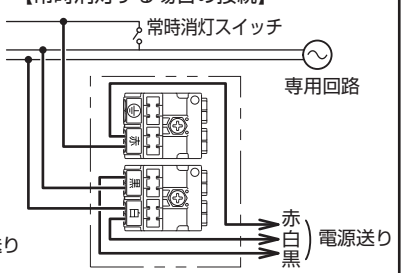 【常時消灯する場合の接続】
常時消灯スイッチ
専用回路
赤
黒
白
赤
白
黒
電源送り
り